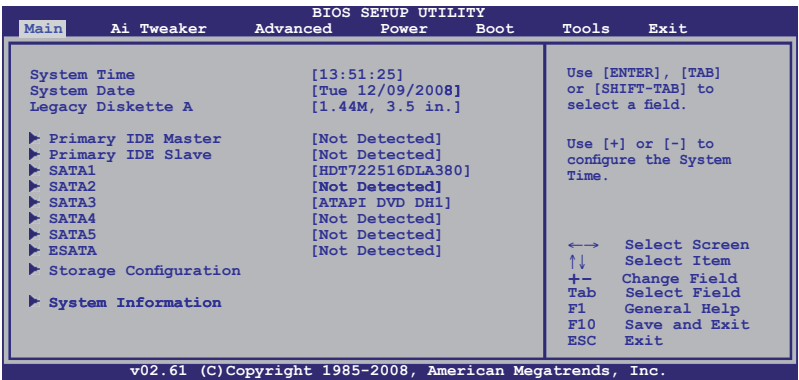 BIOS SETUP UTILITY
Main Ai Tweaker Advanced Power Boot Tools Exit
System Time [13:51:25]
System Date [Tue 12/09/2008]
Legacy Diskette A [1.44M, 3.5 in.]
Primary IDE Master [Not Detected]
Primary IDE Slave [Not Detected]
SATA1 [HDT722516DLA380]
SATA2 [Not Detected]
SATA3 [ATAPI DVD DH1]
SATA4 [Not Detected]
SATA5 [Not Detected]
ESATA [Not Detected]
Storage Configuration
System Information
Use [ENTER], [TAB]
or [SHIFT-TAB] to
select a field.
Use [+] or [-] to
configure the System
Time.
←→ Select Screen
↑↓ Select Item
+- Change Field
Tab Select Field
F1 General Help
F10 Save and Exit
ESC Exit
v02.61 (C)Copyright 1985-2008, American Megatrends, Inc.